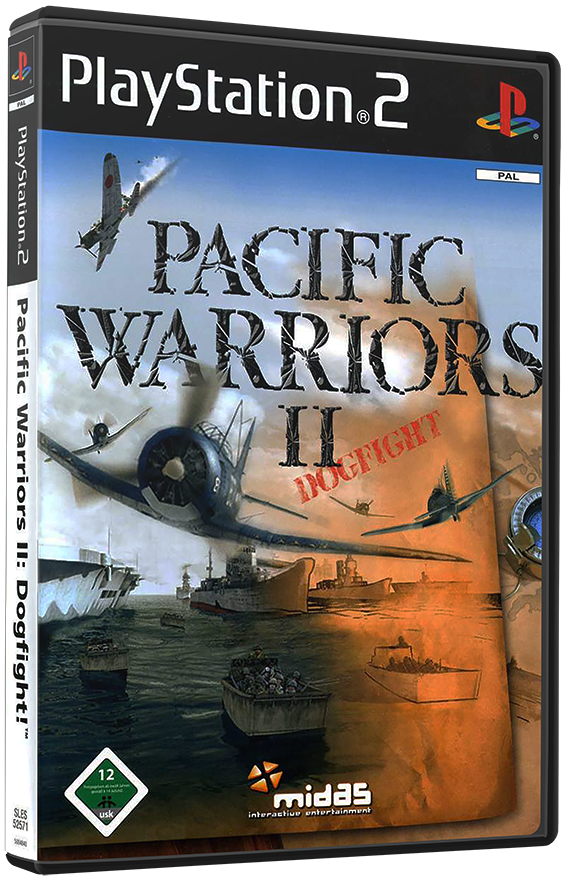 PlayStation®2
PAL
PACIFIC
WARRIORS
II
DOGFIGHT
12
usk
midas
interactive entertainment
PAL
PlayStation®2
Pacific Warriors II: Dogfight!™
SLES
52571